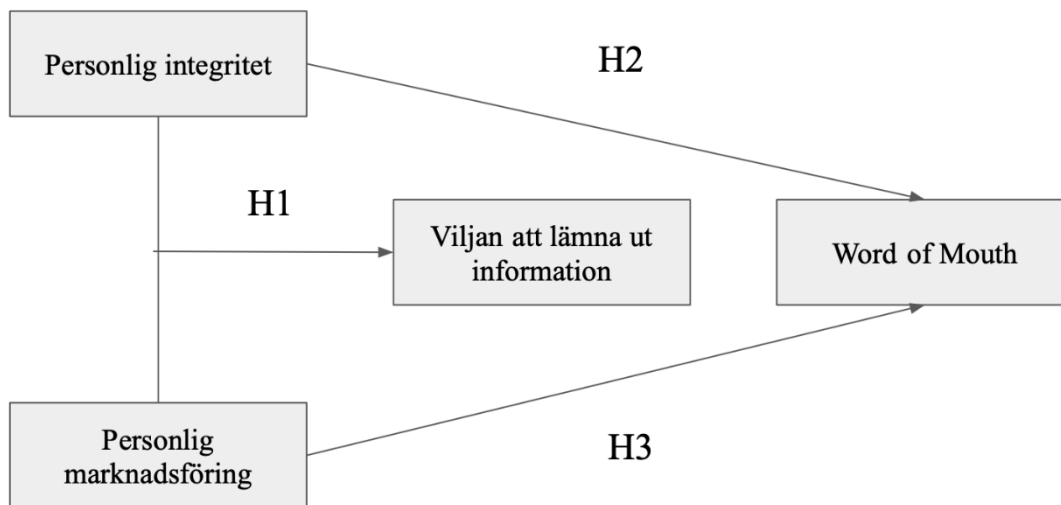 Personlig integritet
H2
H1
Viljan att lämna ut
information
Word of Mouth
Personlig
marknadsföring
H3